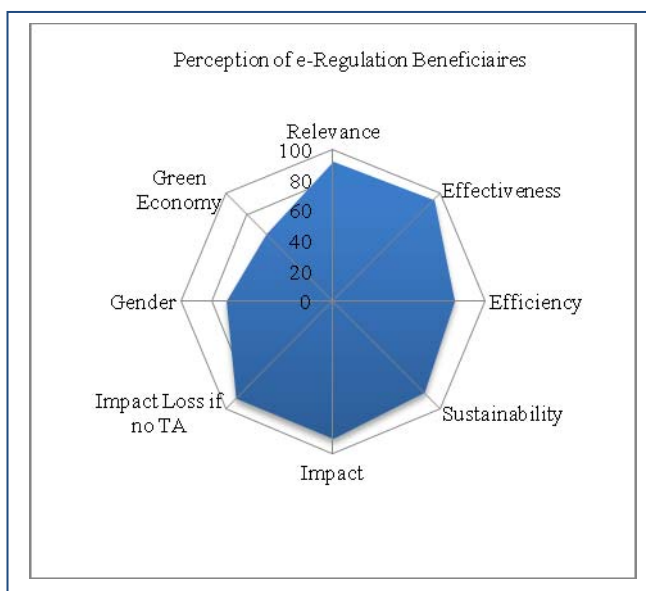 Perception of e-Regulation Beneficiaires
Relevance
100
80
60
40
20
0
Effectiveness
Efficiency
Sustainability
Impact
Impact Loss if
no TA
Gender
Green
Economy